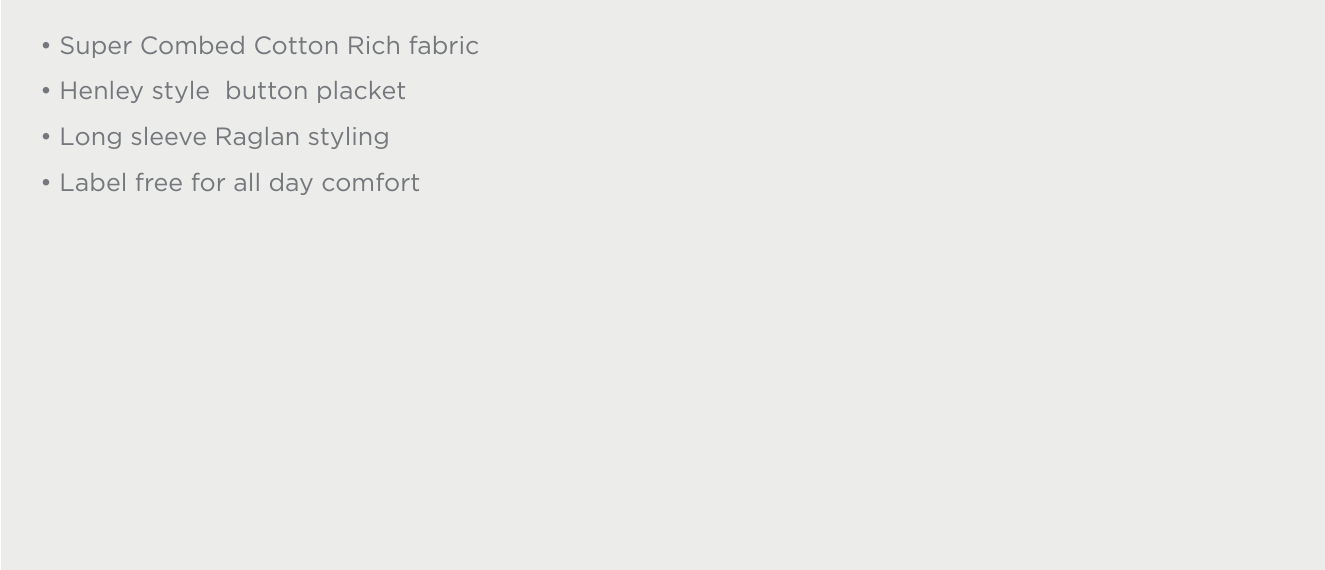 • Super Combed Cotton Rich fabric
• Henley style  button placket
• Long sleeve Raglan styling
• Label free for all day comfort